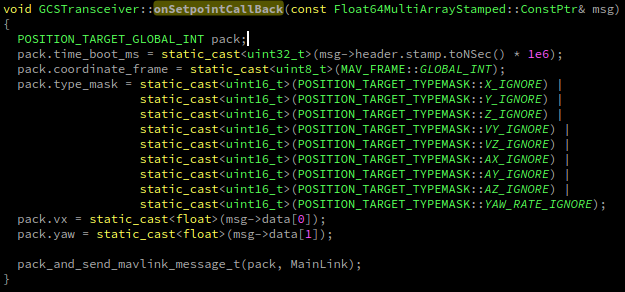 void GCSTransceiver::onSetpointCallBack(const Float64MultiArrayStamped::ConstPtr& msg)
{
  POSITION_TARGET_GLOBAL_INT pack;
  pack.time_boot_ms = static_cast<uint32_t>(msg->header.stamp.toNSec() * 1e6);
  pack.coordinate_frame = static_cast<uint8_t>(MAV_FRAME::GLOBAL_INT);
  pack.type_mask = static_cast<uint16_t>(POSITION_TARGET_TYPEMASK::X_IGNORE) |
                   static_cast<uint16_t>(POSITION_TARGET_TYPEMASK::Y_IGNORE) |
                   static_cast<uint16_t>(POSITION_TARGET_TYPEMASK::Z_IGNORE) |
                   static_cast<uint16_t>(POSITION_TARGET_TYPEMASK::VY_IGNORE) |
                   static_cast<uint16_t>(POSITION_TARGET_TYPEMASK::VZ_IGNORE) |
                   static_cast<uint16_t>(POSITION_TARGET_TYPEMASK::AX_IGNORE) |
                   static_cast<uint16_t>(POSITION_TARGET_TYPEMASK::AY_IGNORE) |
                   static_cast<uint16_t>(POSITION_TARGET_TYPEMASK::AZ_IGNORE) |
                   static_cast<uint16_t>(POSITION_TARGET_TYPEMASK::YAW_RATE_IGNORE);
  pack.vx = static_cast<float>(msg->data[0]);
  pack.yaw = static_cast<float>(msg->data[1]);

  pack_and_send_mavlink_message_t(pack, MainLink);
}